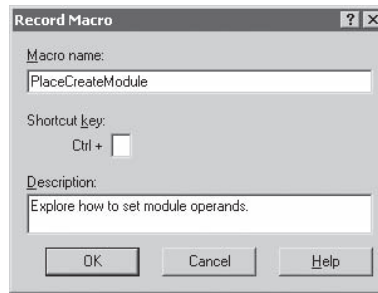 Record Macro
? X
Macro name:
PlaceCreateModule
Shortcut key:
Ctrl +
Description:
Explore how to set module operands.
OK Cancel Help